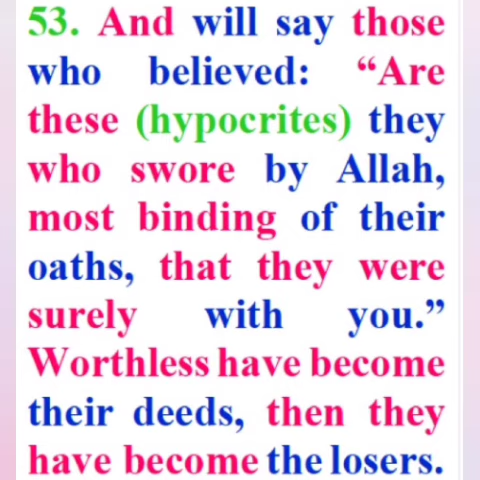 53. And will say those
who believed: “Are
these (hypocrites) they
who swore by Allah,
most binding of their
oaths, that they were
surely with you.”
Worthless have become
their deeds, then they
have become the losers.